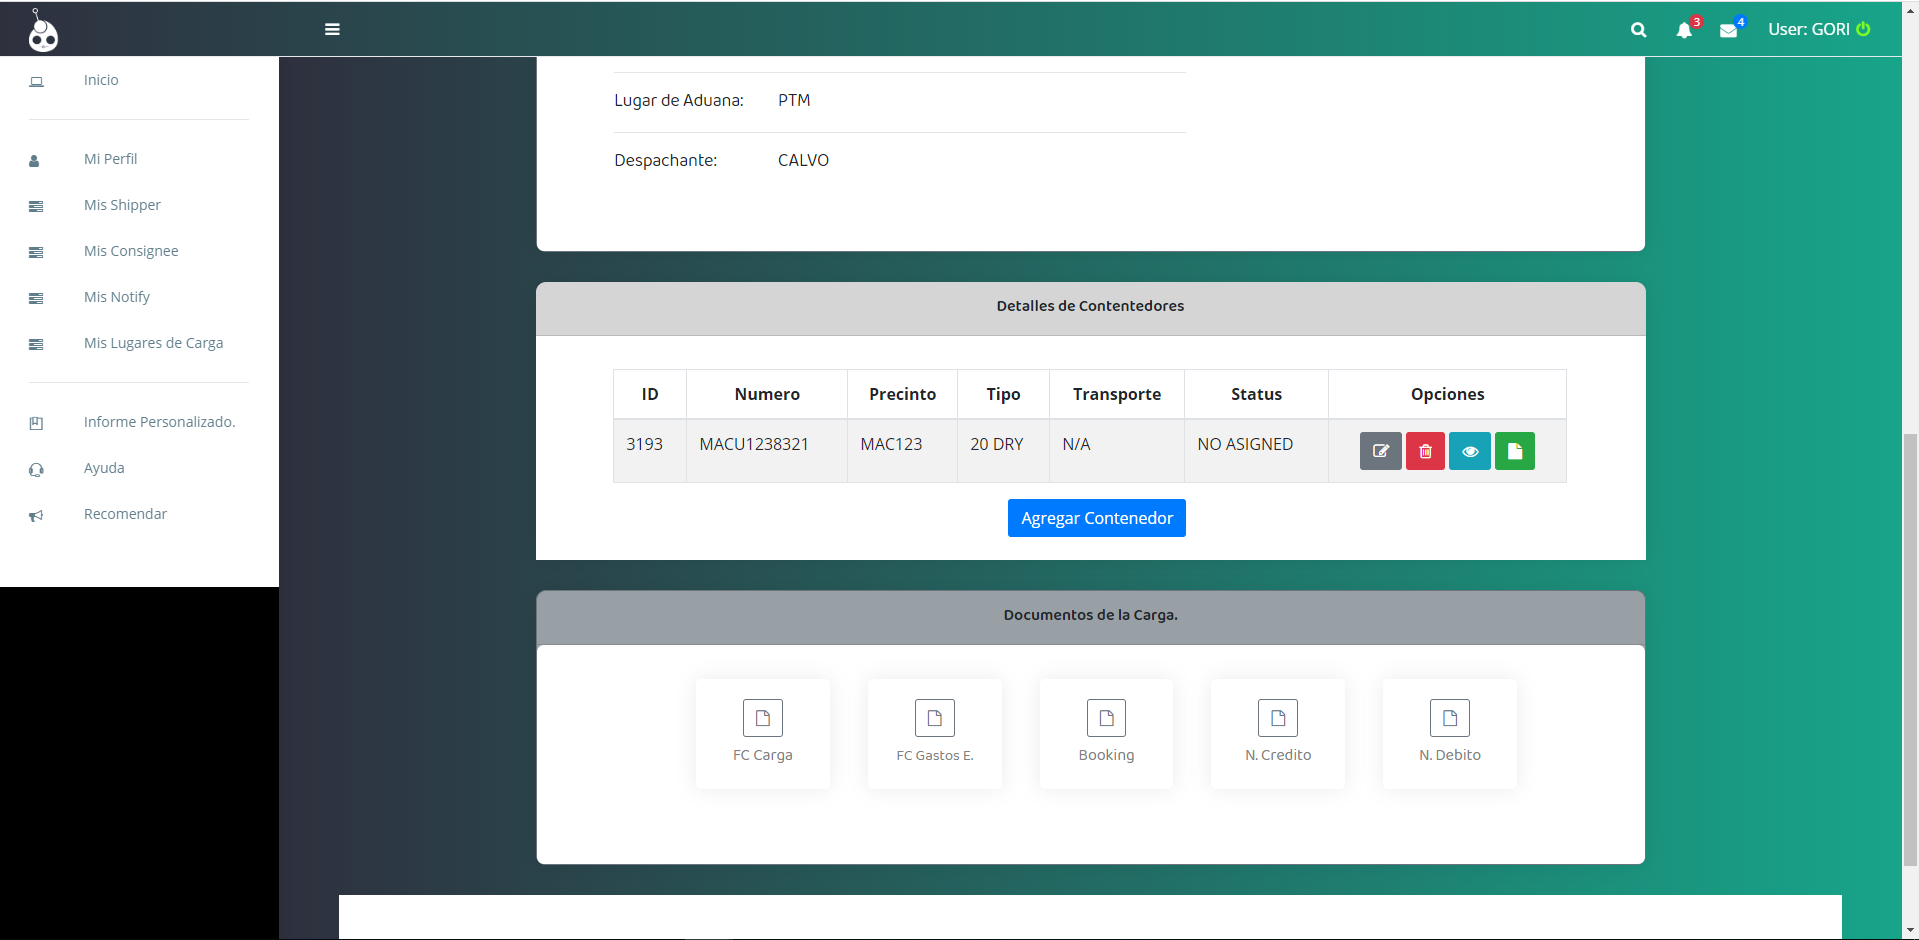 3
4
User: GORI
Inicio
Mi Perfil
Mis Shipper
Mis Consignee
Mis Notify
Mis Lugares de Carga
Informe Personalizado.
Ayuda
Recomendar
Lugar de Aduana: PTM
Despachante: CALVO
Detalles de Contentedores
ID Numero Precinto Tipo Transporte Status Opciones
3193 MACU1238321 MAC123 20 DRY N/A NO ASIGNED
Agregar Contenedor
Documentos de la Carga.
FC Carga FC Gastos E. Booking N. Credito N. Debito